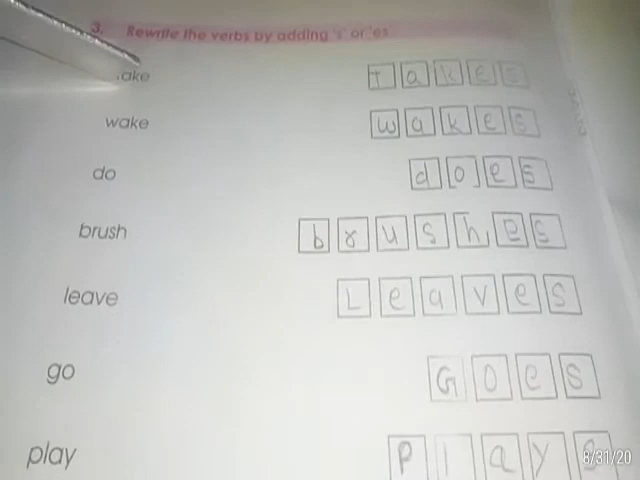 3. Rewrite the verbs by adding 's' or 'es'
ake takes
wake wakes
do does
brush brushes
leave Leaves
go Goes
play Plays
8/31/20